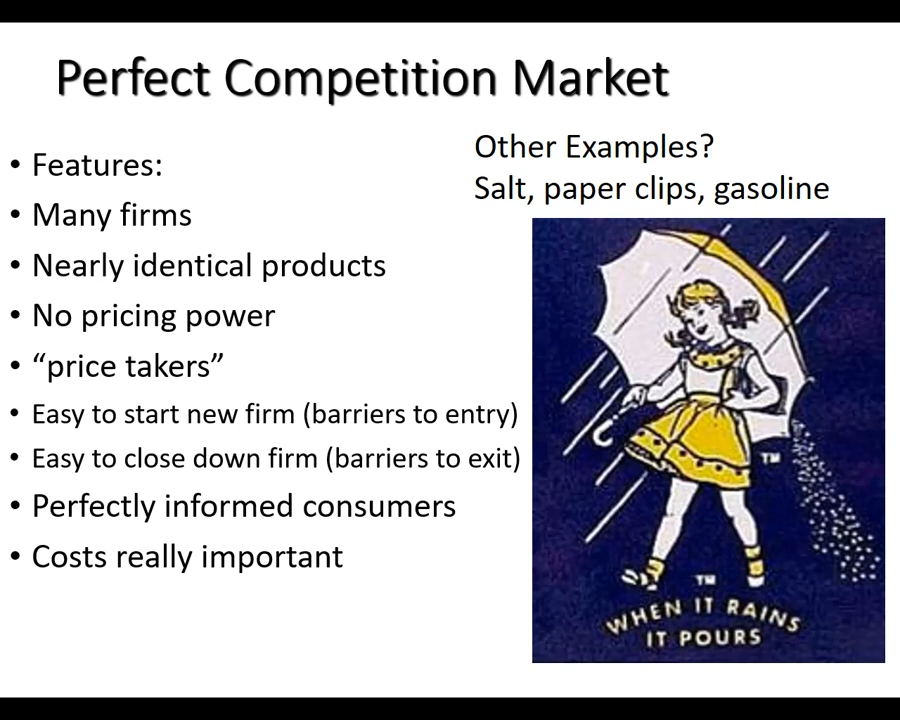 Perfect Competition Market
• Features:
• Many firms
• Nearly identical products
• No pricing power
• “price takers”
• Easy to start new firm (barriers to entry)
• Easy to close down firm (barriers to exit)
• Perfectly informed consumers
• Costs really important
Other Examples?
Salt, paper clips, gasoline
TM
TM
WHEN IT RAINS
IT POURS